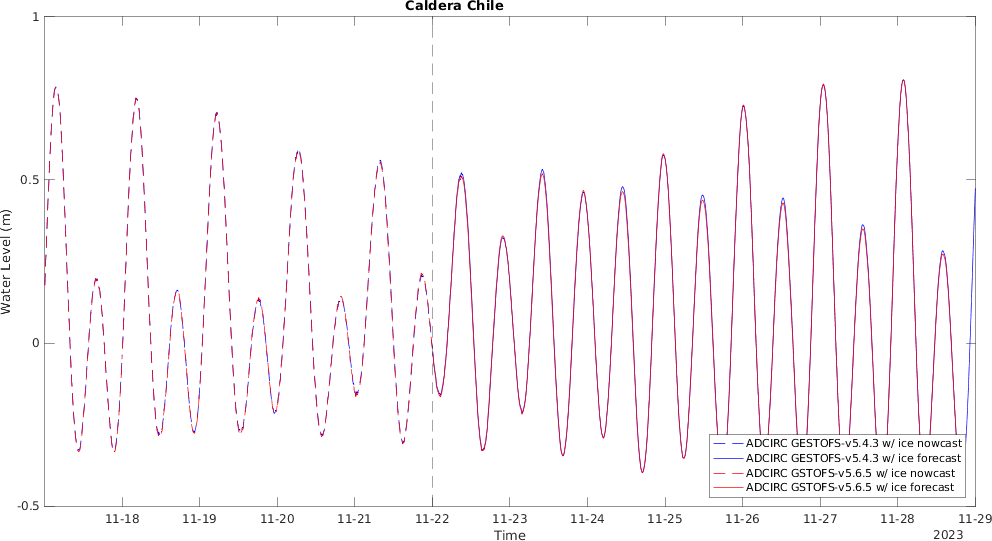 Caldera Chile
1
0.5
0
-0.5
Water Level (m)
ADCIRC GESTOFS-v5.4.3 w/ ice nowcast
ADCIRC GESTOFS-v5.4.3 w/ ice forecast
ADCIRC GSTOFS-v5.6.5 w/ ice nowcast
ADCIRC GSTOFS-v5.6.5 w/ ice forecast
11-18 11-19 11-20 11-21 11-22 11-23 11-24 11-25 11-26 11-27 11-28 11-29
Time
2023